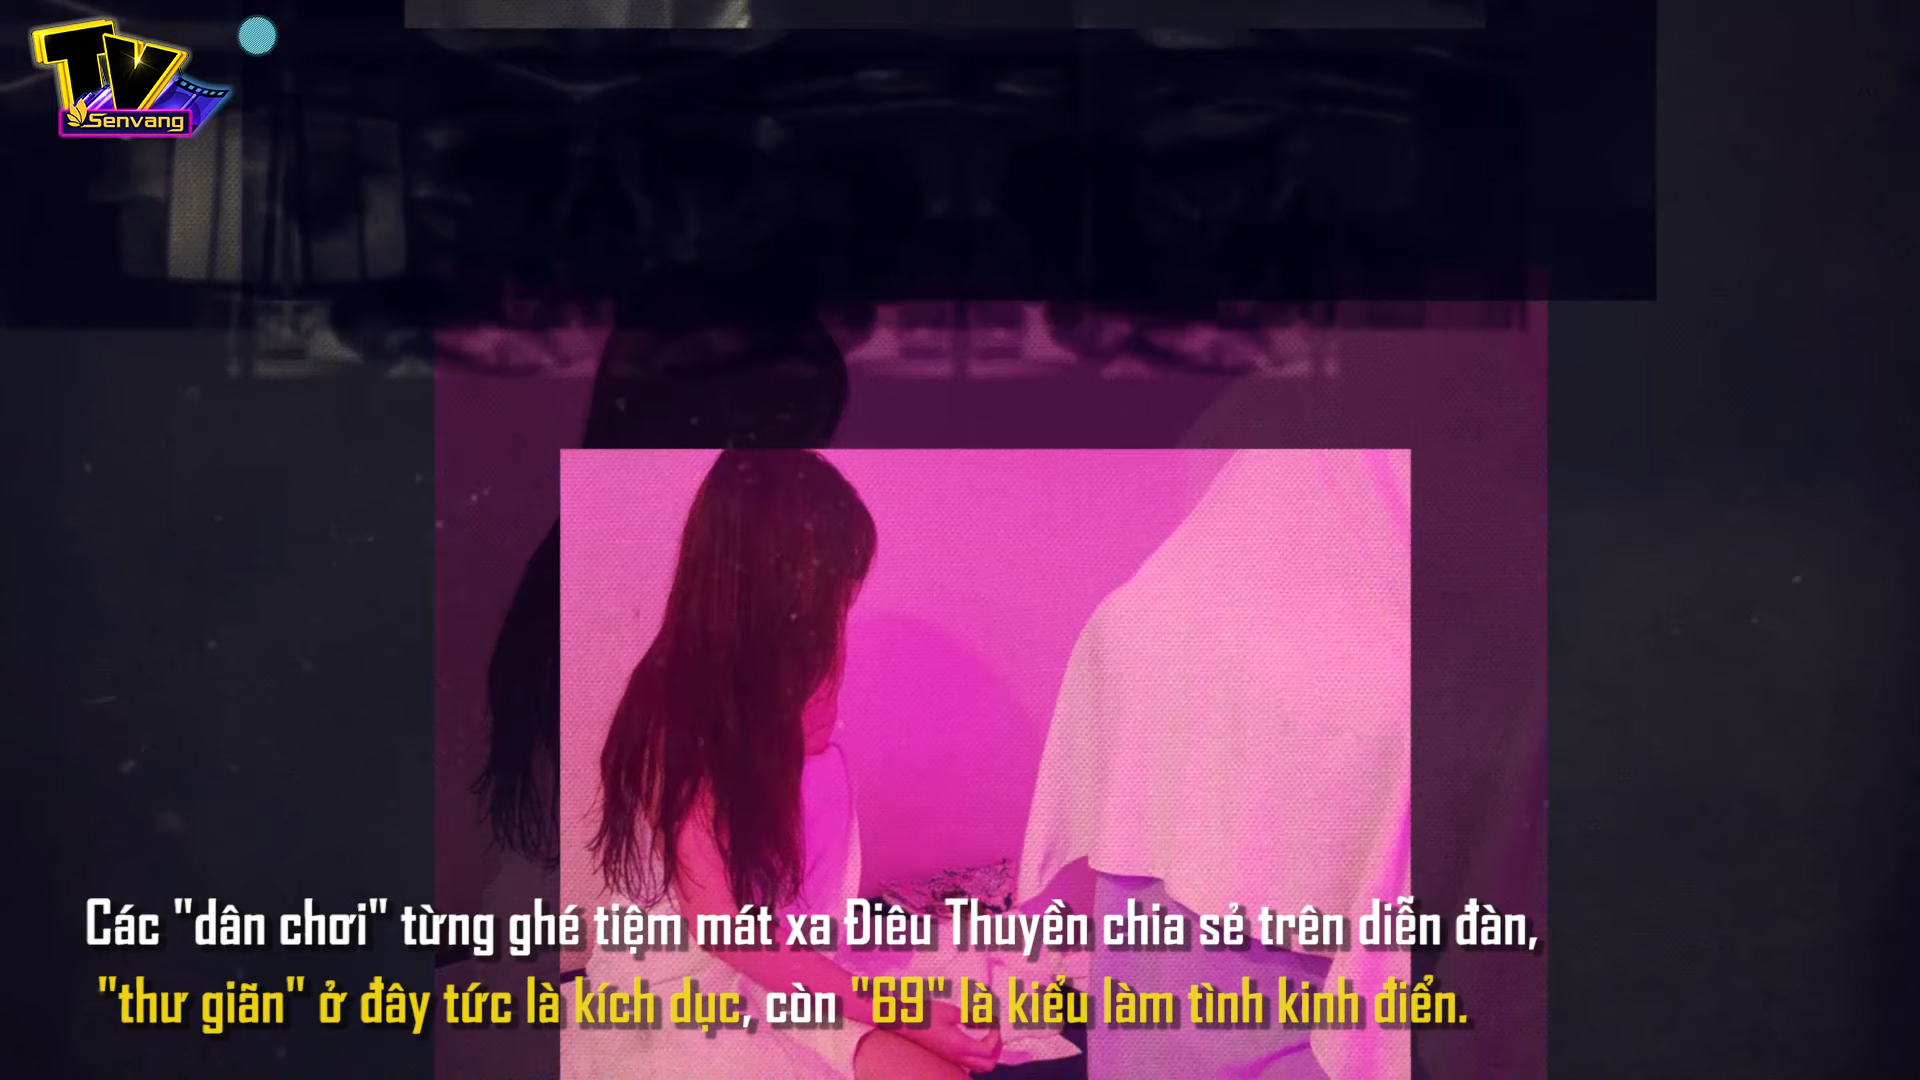 TV
Senvang
Các "dân chơi" từng ghé tiệm mát xa Điêu Thuyền chia sẻ trên diễn đàn,
"thư giãn" ở đây tức là kích dục, còn "69" là kiểu làm tình kinh điển.